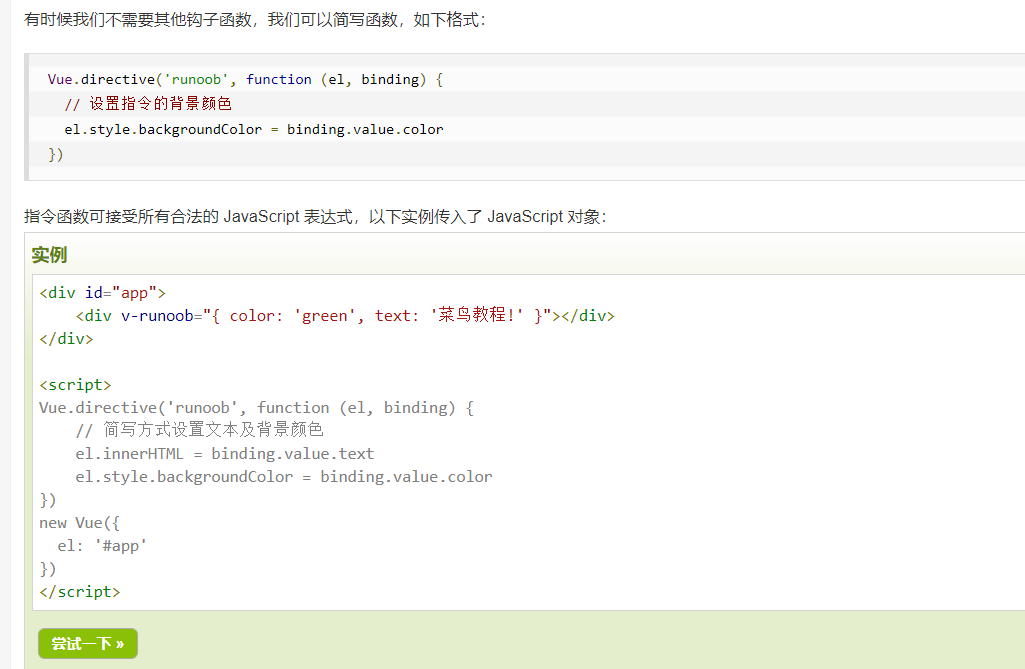 有时候我们不需要其他钩子函数，我们可以简写函数，如下格式：
Vue.directive('runoob', function (el, binding) {
  // 设置指令的背景颜色
  el.style.backgroundColor = binding.value.color
})
指令函数可接受所有合法的 JavaScript 表达式，以下实例传入了 JavaScript 对象：
实例
<div id="app">
    <div v-runoob="{ color: 'green', text: '菜鸟教程!' }"></div>
</div>
<script>
Vue.directive('runoob', function (el, binding) {
    // 简写方式设置文本及背景颜色
    el.innerHTML = binding.value.text
    el.style.backgroundColor = binding.value.color
})
new Vue({
  el: '#app'
})
</script>
尝试一下 »